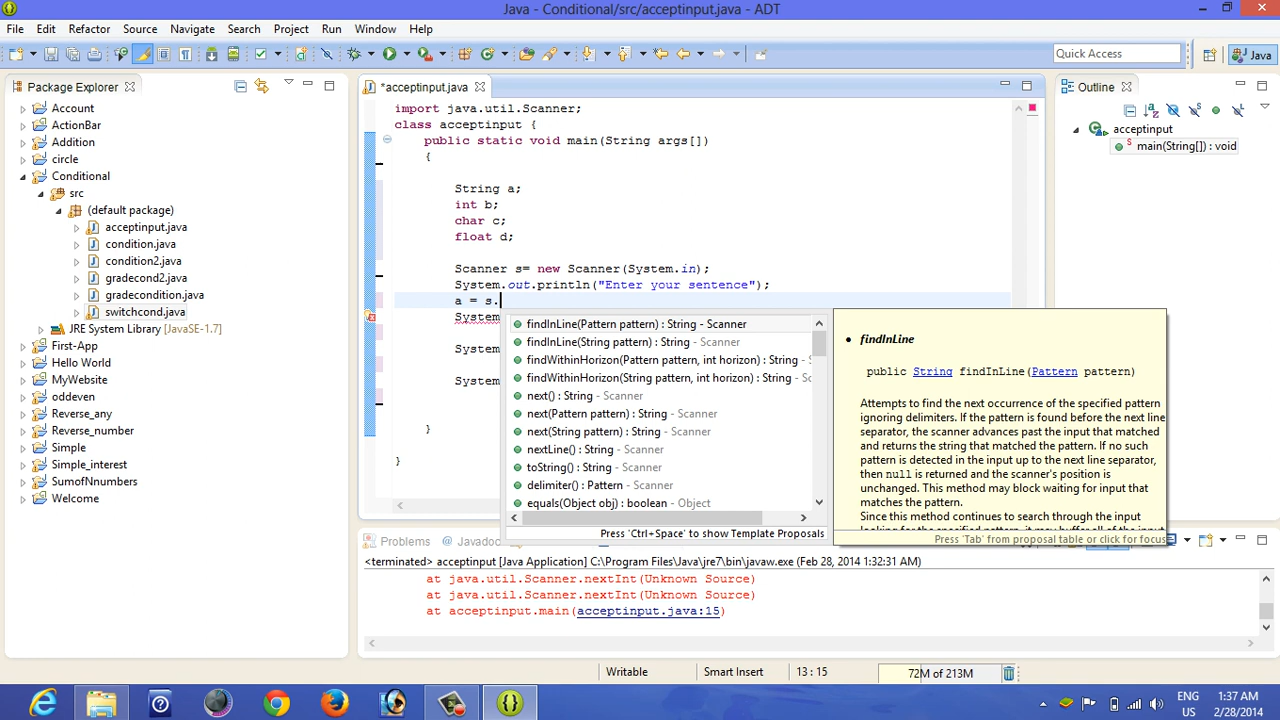 Java - Conditional/src/acceptinput.java - ADT
File Edit Refactor Source Navigate Search Project Run Window Help
Quick Access
Java
Package Explorer
Account
ActionBar
Addition
circle
Conditional
src
(default package)
acceptinput.java
condition.java
condition2.java
gradecond2.java
gradecondition.java
switchcond.java
JRE System Library [JavaSE-1.7]
First-App
Hello World
MyWebsite
oddeven
Reverse_any
Reverse_number
Simple
Simple_interest
SumofNnumbers
Welcome
*acceptinput.java
import java.util.Scanner;
class acceptinput {
public static void main(String args[])
{
String a;
int b;
char c;
float d;
Scanner s= new Scanner(System.in);
System.out.println("Enter your sentence");
a = s.
System
System
System
}
}
findInLine(Pattern pattern) : String - Scanner
findInLine(String pattern) : String - Scanner
findWithinHorizon(Pattern pattern, int horizon) : String - S
findWithinHorizon(String pattern, int horizon) : String - Sc
next() : String - Scanner
next(Pattern pattern) : String - Scanner
next(String pattern) : String - Scanner
nextLine() : String - Scanner
toString() : String - Scanner
delimiter() : Pattern - Scanner
equals(Object obj) : boolean - Object
Press 'Ctrl+Space' to show Template Proposals
findInLine
public String findInLine(Pattern pattern)
Attempts to find the next occurrence of the specified pattern
ignoring delimiters. If the pattern is found before the next line
separator, the scanner advances past the input that matched
and returns the string that matched the pattern. If no such
pattern is detected in the input up to the next line separator,
then null is returned and the scanner's position is
unchanged. This method may block waiting for input that
matches the pattern.
Since this method continues to search through the input
looking for the specified pattern, it may buffer all of the input
Press 'Tab' from proposal table or click for focus
Outline
acceptinput
main(String[]) : void
Problems
Javadoc
<terminated> acceptinput [Java Application] C:\Program Files\Java\jre7\bin\javaw.exe (Feb 28, 2014 1:32:31 AM)
at java.util.Scanner.nextInt(Unknown Source)
at java.util.Scanner.nextInt(Unknown Source)
at acceptinput.main(acceptinput.java:15)
Writable
Smart Insert
13 : 15
72M of 213M
ENG
US
1:37 AM
2/28/2014